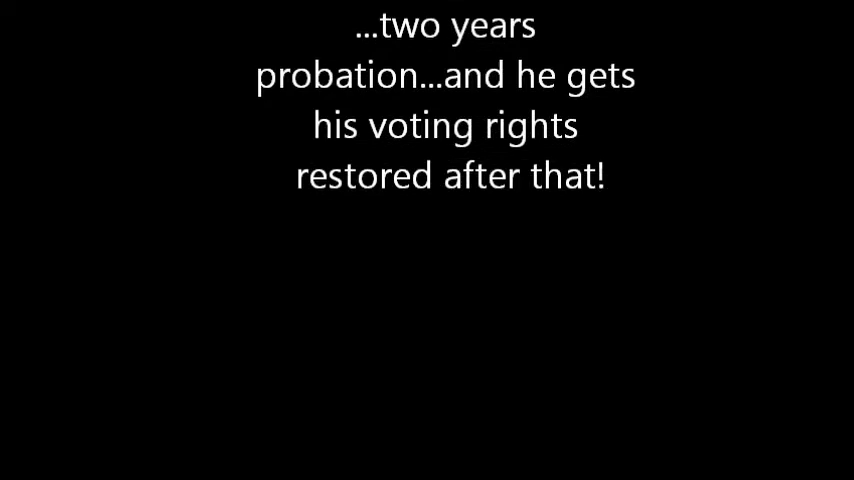 ...two years
probation...and he gets
his voting rights
restored after that!